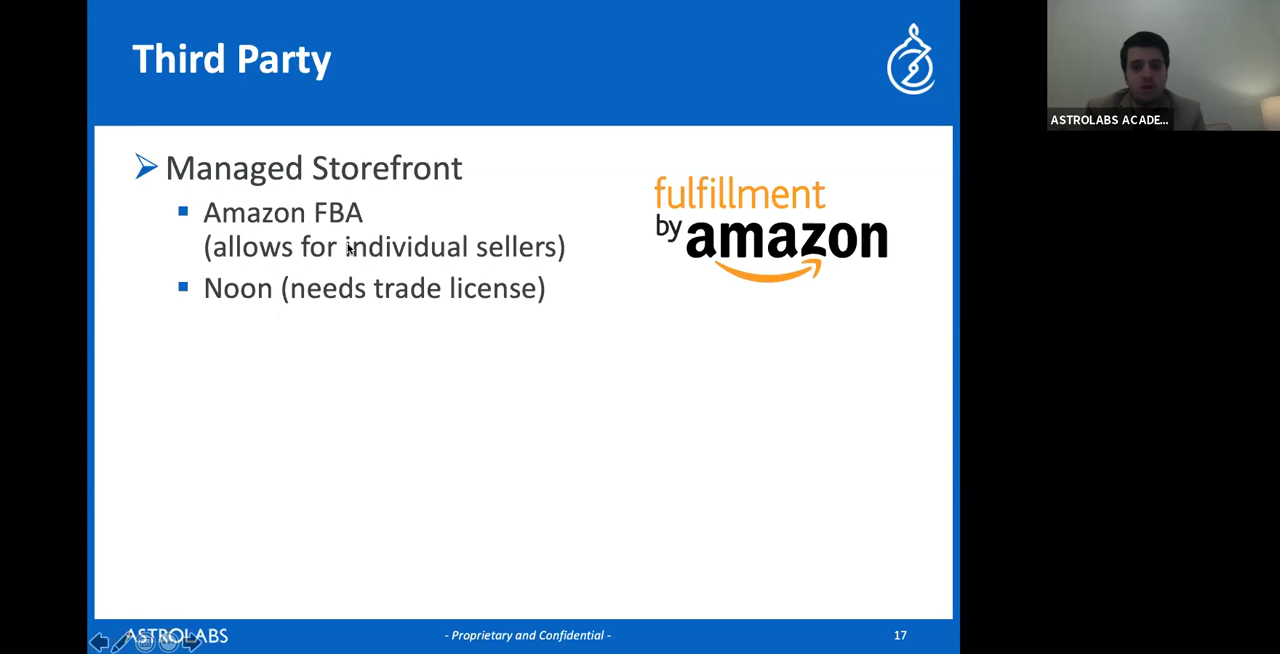 Third Party
Managed Storefront
Amazon FBA
(allows for individual sellers)
Noon (needs trade license)
fulfillment
by amazon
ASTROLABS ACADE...
ASTROLABS
- Proprietary and Confidential -
17